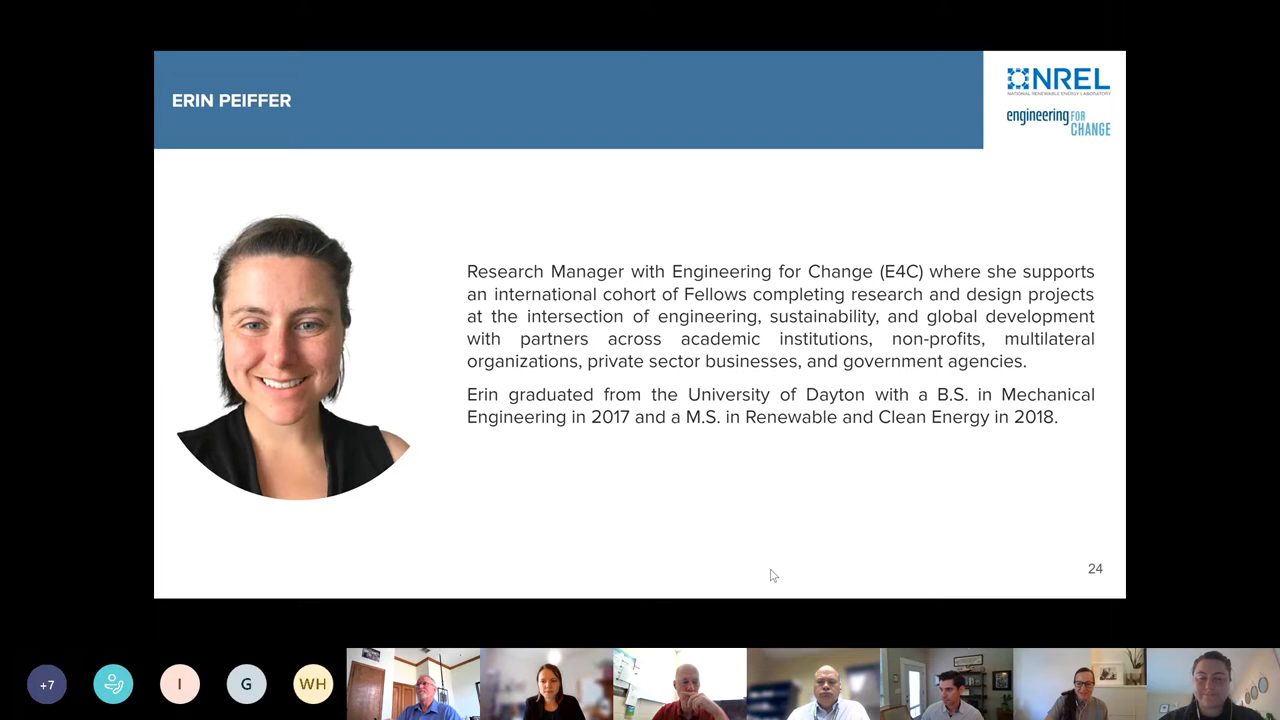 ERIN PEIFFER
NREL
NATIONAL RENEWABLE ENERGY LABORATORY
engineering FOR
CHANGE
Research Manager with Engineering for Change (E4C) where she supports
an international cohort of Fellows completing research and design projects
at the intersection of engineering, sustainability, and global development
with partners across academic institutions, non-profits, multilateral
organizations, private sector businesses, and government agencies.
Erin graduated from the University of Dayton with a B.S. in Mechanical
Engineering in 2017 and a M.S. in Renewable and Clean Energy in 2018.
24
+7
I
G
WH